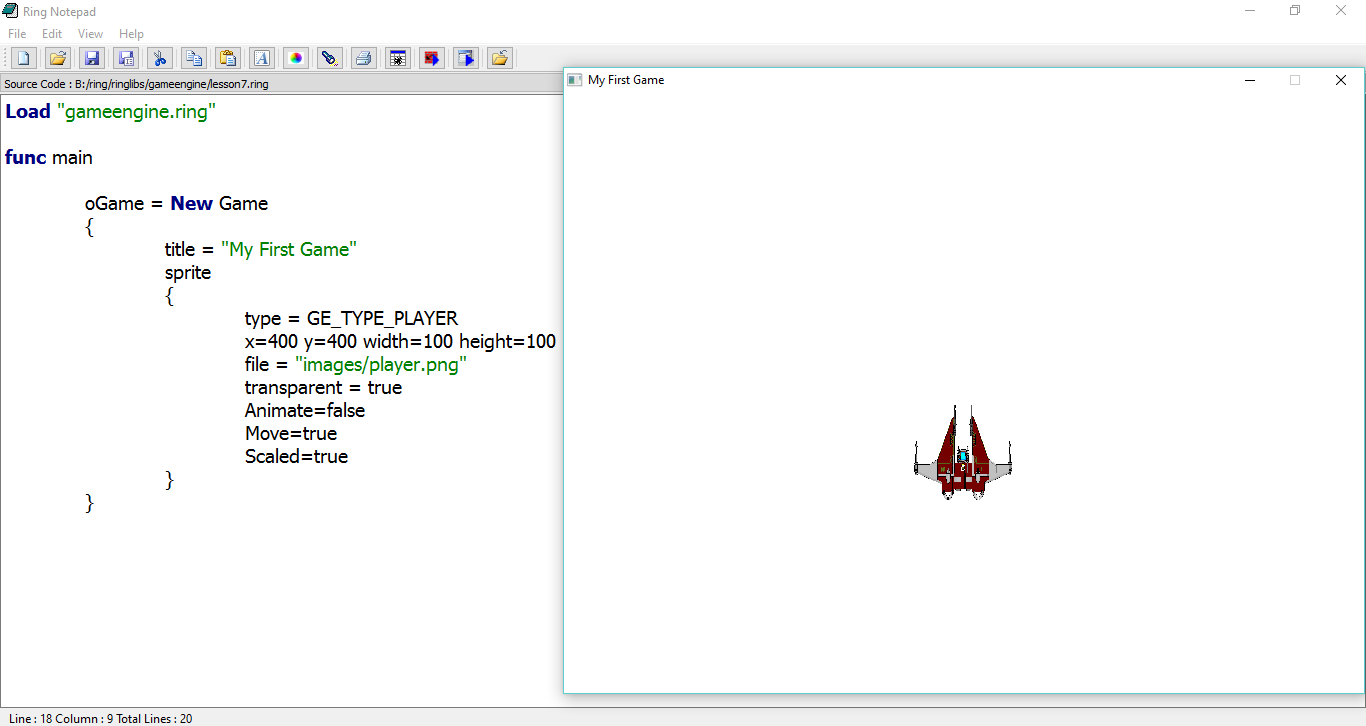 Ring Notepad
File Edit View Help
Source Code : B:/ring/ringlibs/gameengine/lesson7.ring
Load "gameengine.ring"
func main
oGame = New Game
{
title = "My First Game"
sprite
{
type = GE_TYPE_PLAYER
x=400 y=400 width=100 height=100
file = "images/player.png"
transparent = true
Animate=false
Move=true
Scaled=true
}
}
My First Game
Line : 18 Column : 9 Total Lines : 20